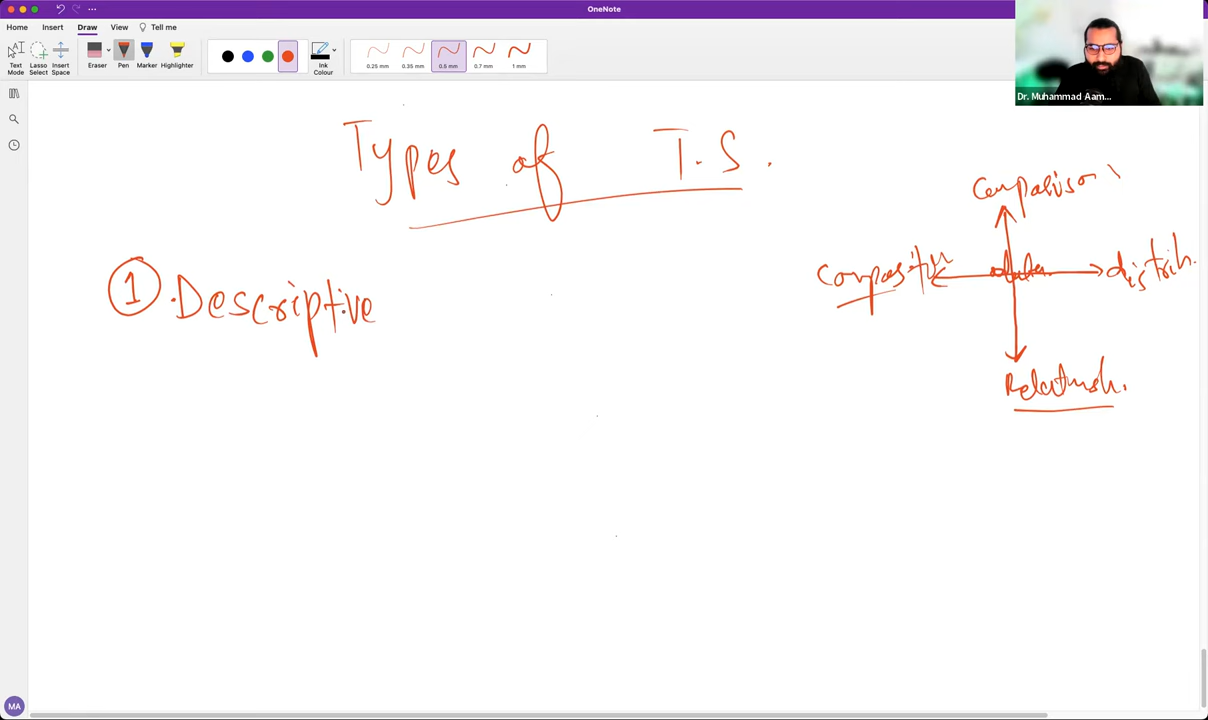 OneNote
Home Insert Draw View Tell me
Text Mode
Lasso Select
Insert Space
Eraser
Pen
Marker
Highlighter
Ink Colour
0.25 mm
0.35 mm
0.5 mm
0.7 mm
1 mm
Dr. Muhammad Aam...
Types of T.S.
Comparison
distrib.
① Descriptive
Relationsh.
MA